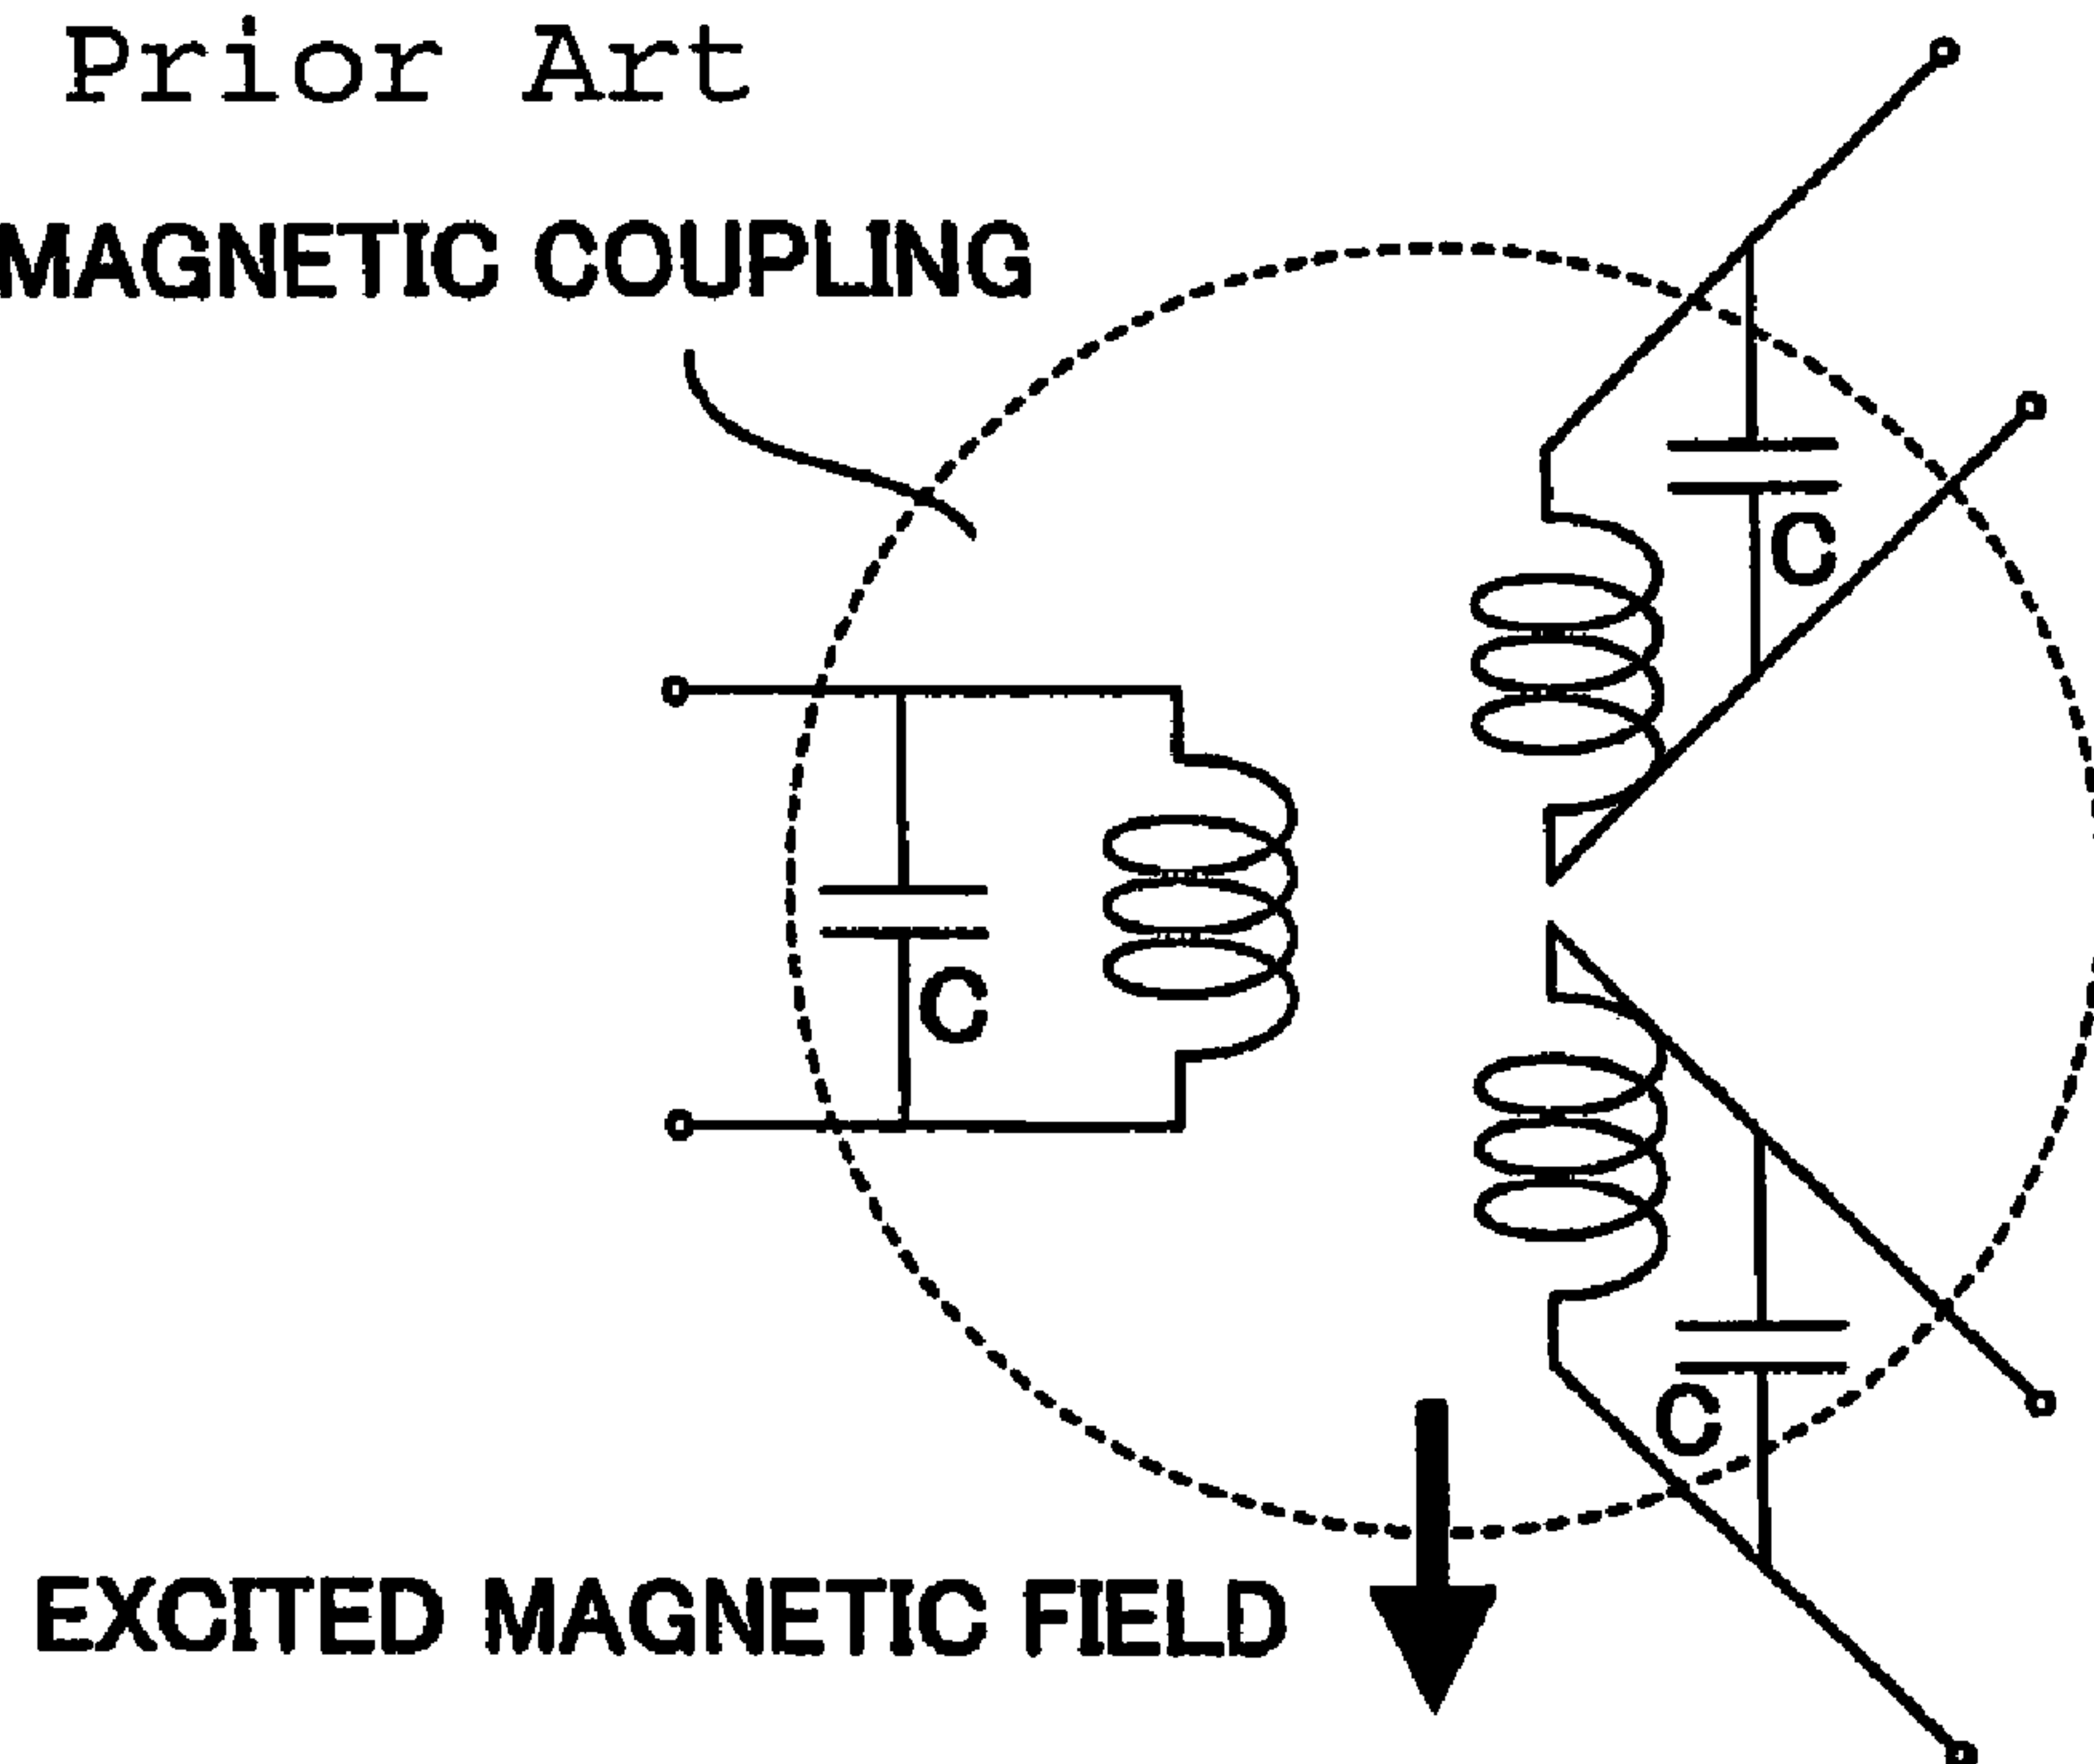 Prior Art
MAGNETIC COUPLING
C
C
C
EXCITED MAGNETIC FIELD